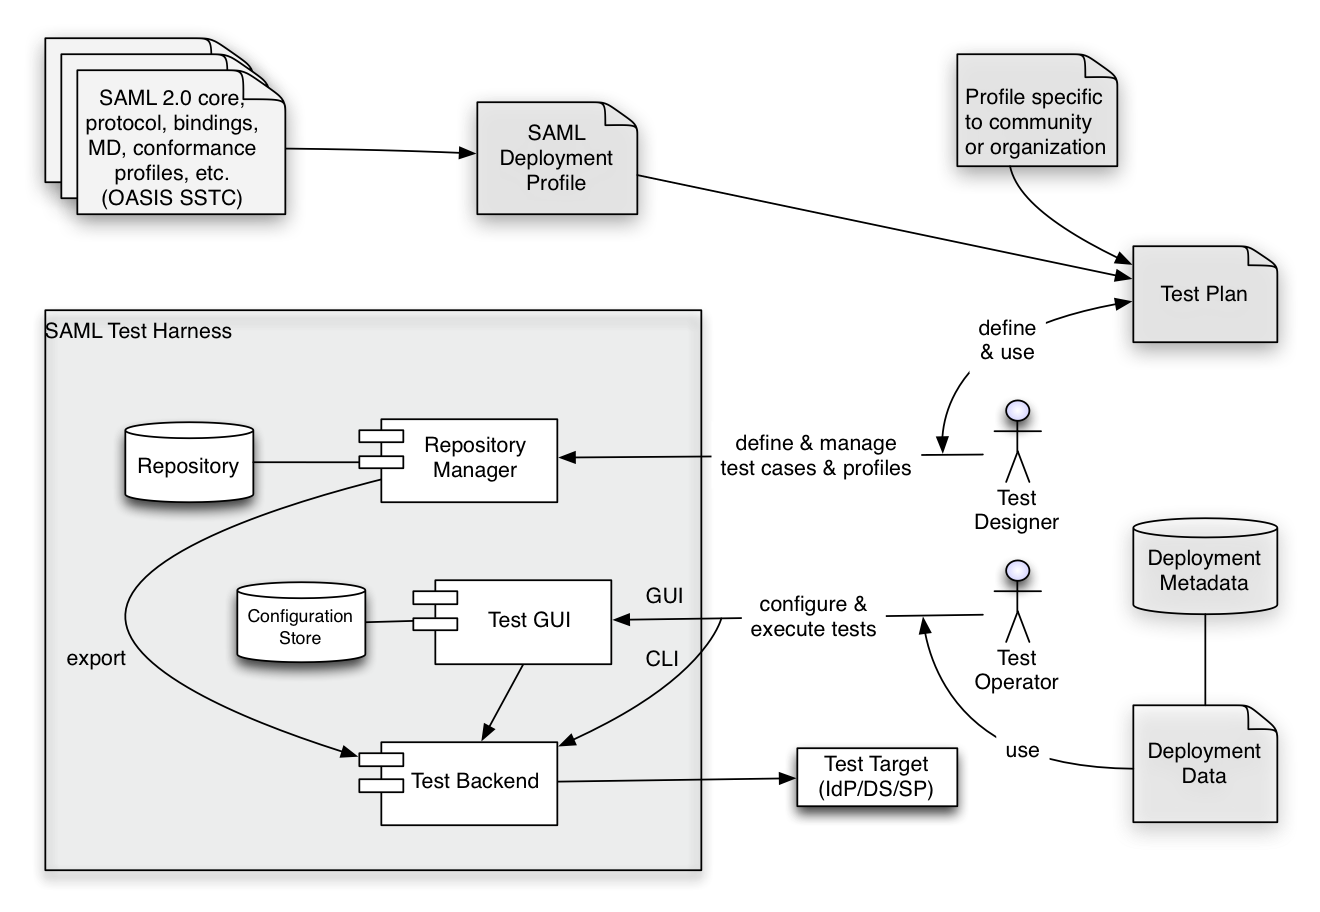 SAML 2.0 core,
protocol, bindings,
MD, conformance
profiles, etc.
(OASIS SSTC)
SAML
Deployment
Profile
Profile specific
to community
or organization
Test Plan
define
& use
SAML Test Harness
Repository
Repository
Manager
define & manage
test cases & profiles
Test
Designer
Deployment
Metadata
Configuration
Store
Test GUI
GUI
CLI
configure &
execute tests
Test
Operator
export
use
Deployment
Data
Test Backend
Test Target
(IdP/DS/SP)